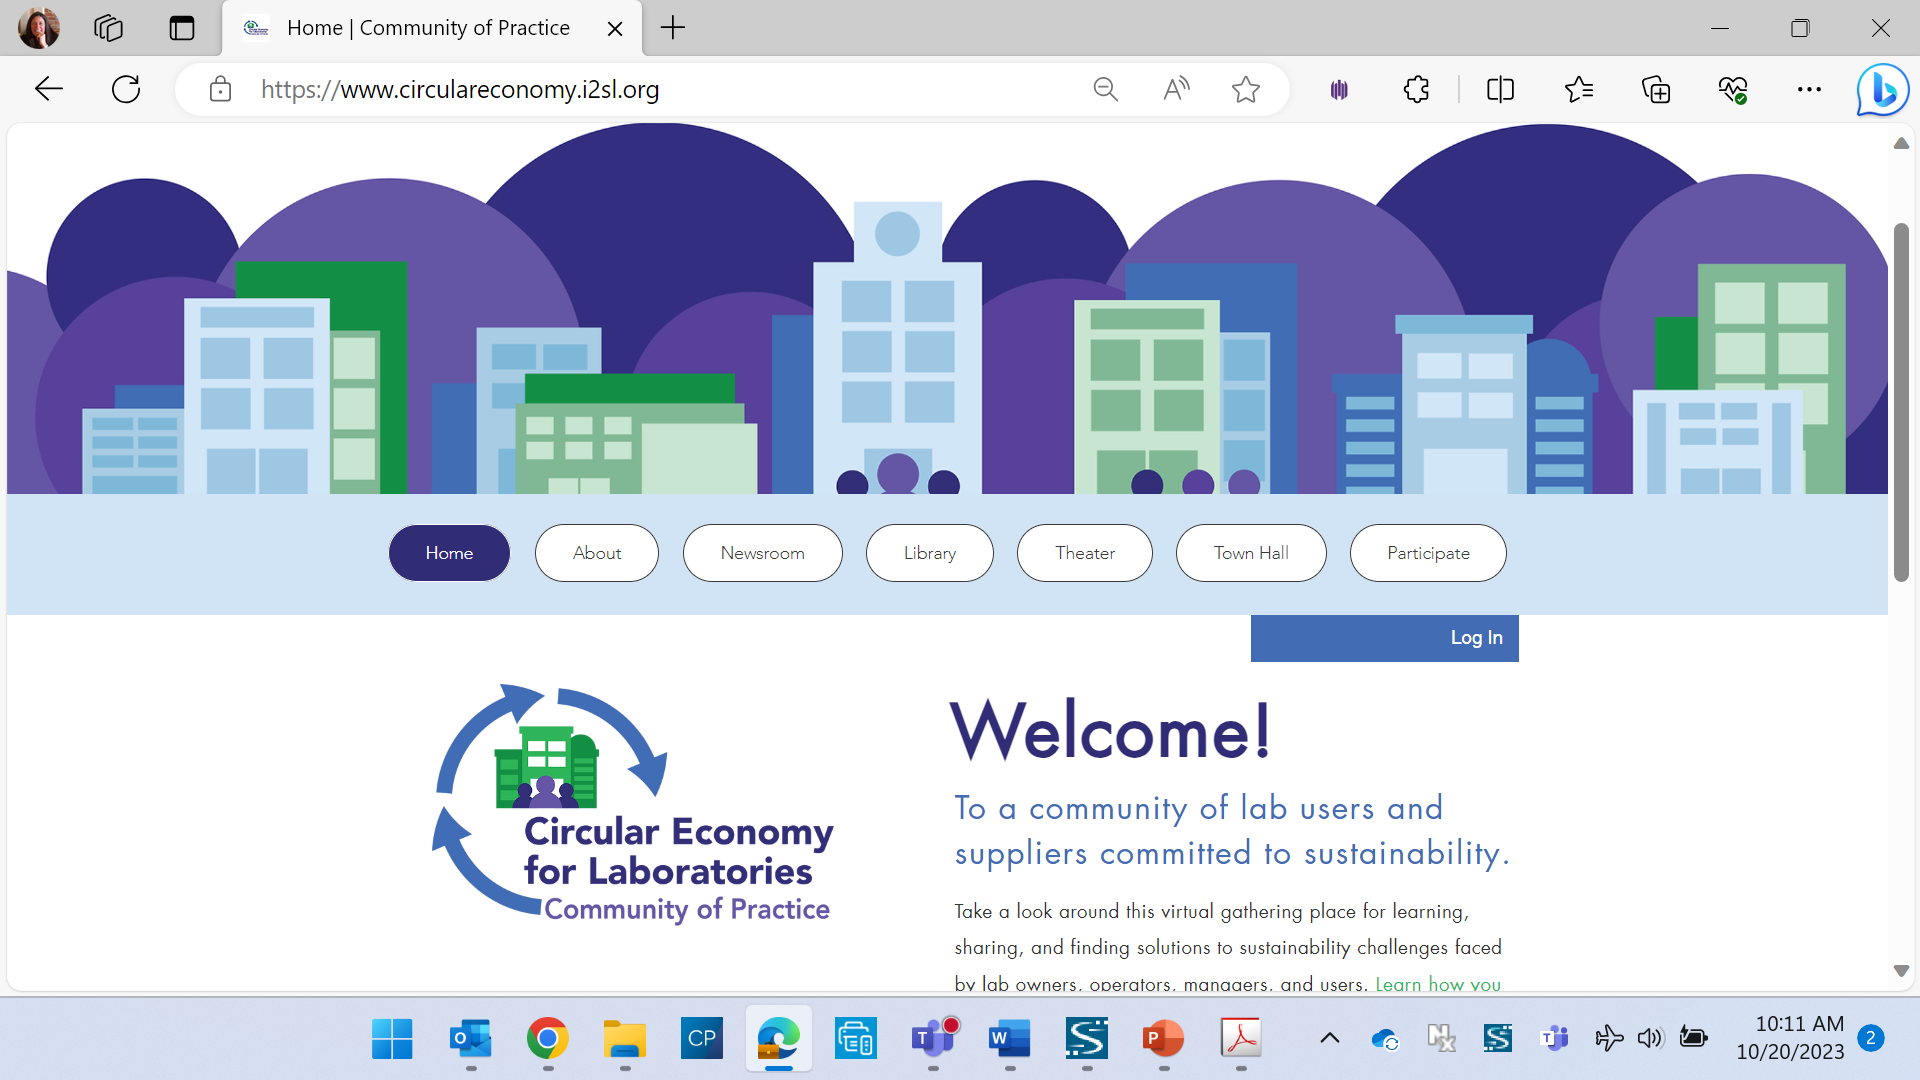 Home | Community of Practice
https://www.circulareconomy.i2sl.org
Home
About
Newsroom
Library
Theater
Town Hall
Participate
Log In
Circular Economy
for Laboratories
Community of Practice
Welcome!
To a community of lab users and
suppliers committed to sustainability.
Take a look around this virtual gathering place for learning,
sharing, and finding solutions to sustainability challenges faced
by lab owners, operators, managers, and users. Learn how you
CP
10:11 AM
10/20/2023
2